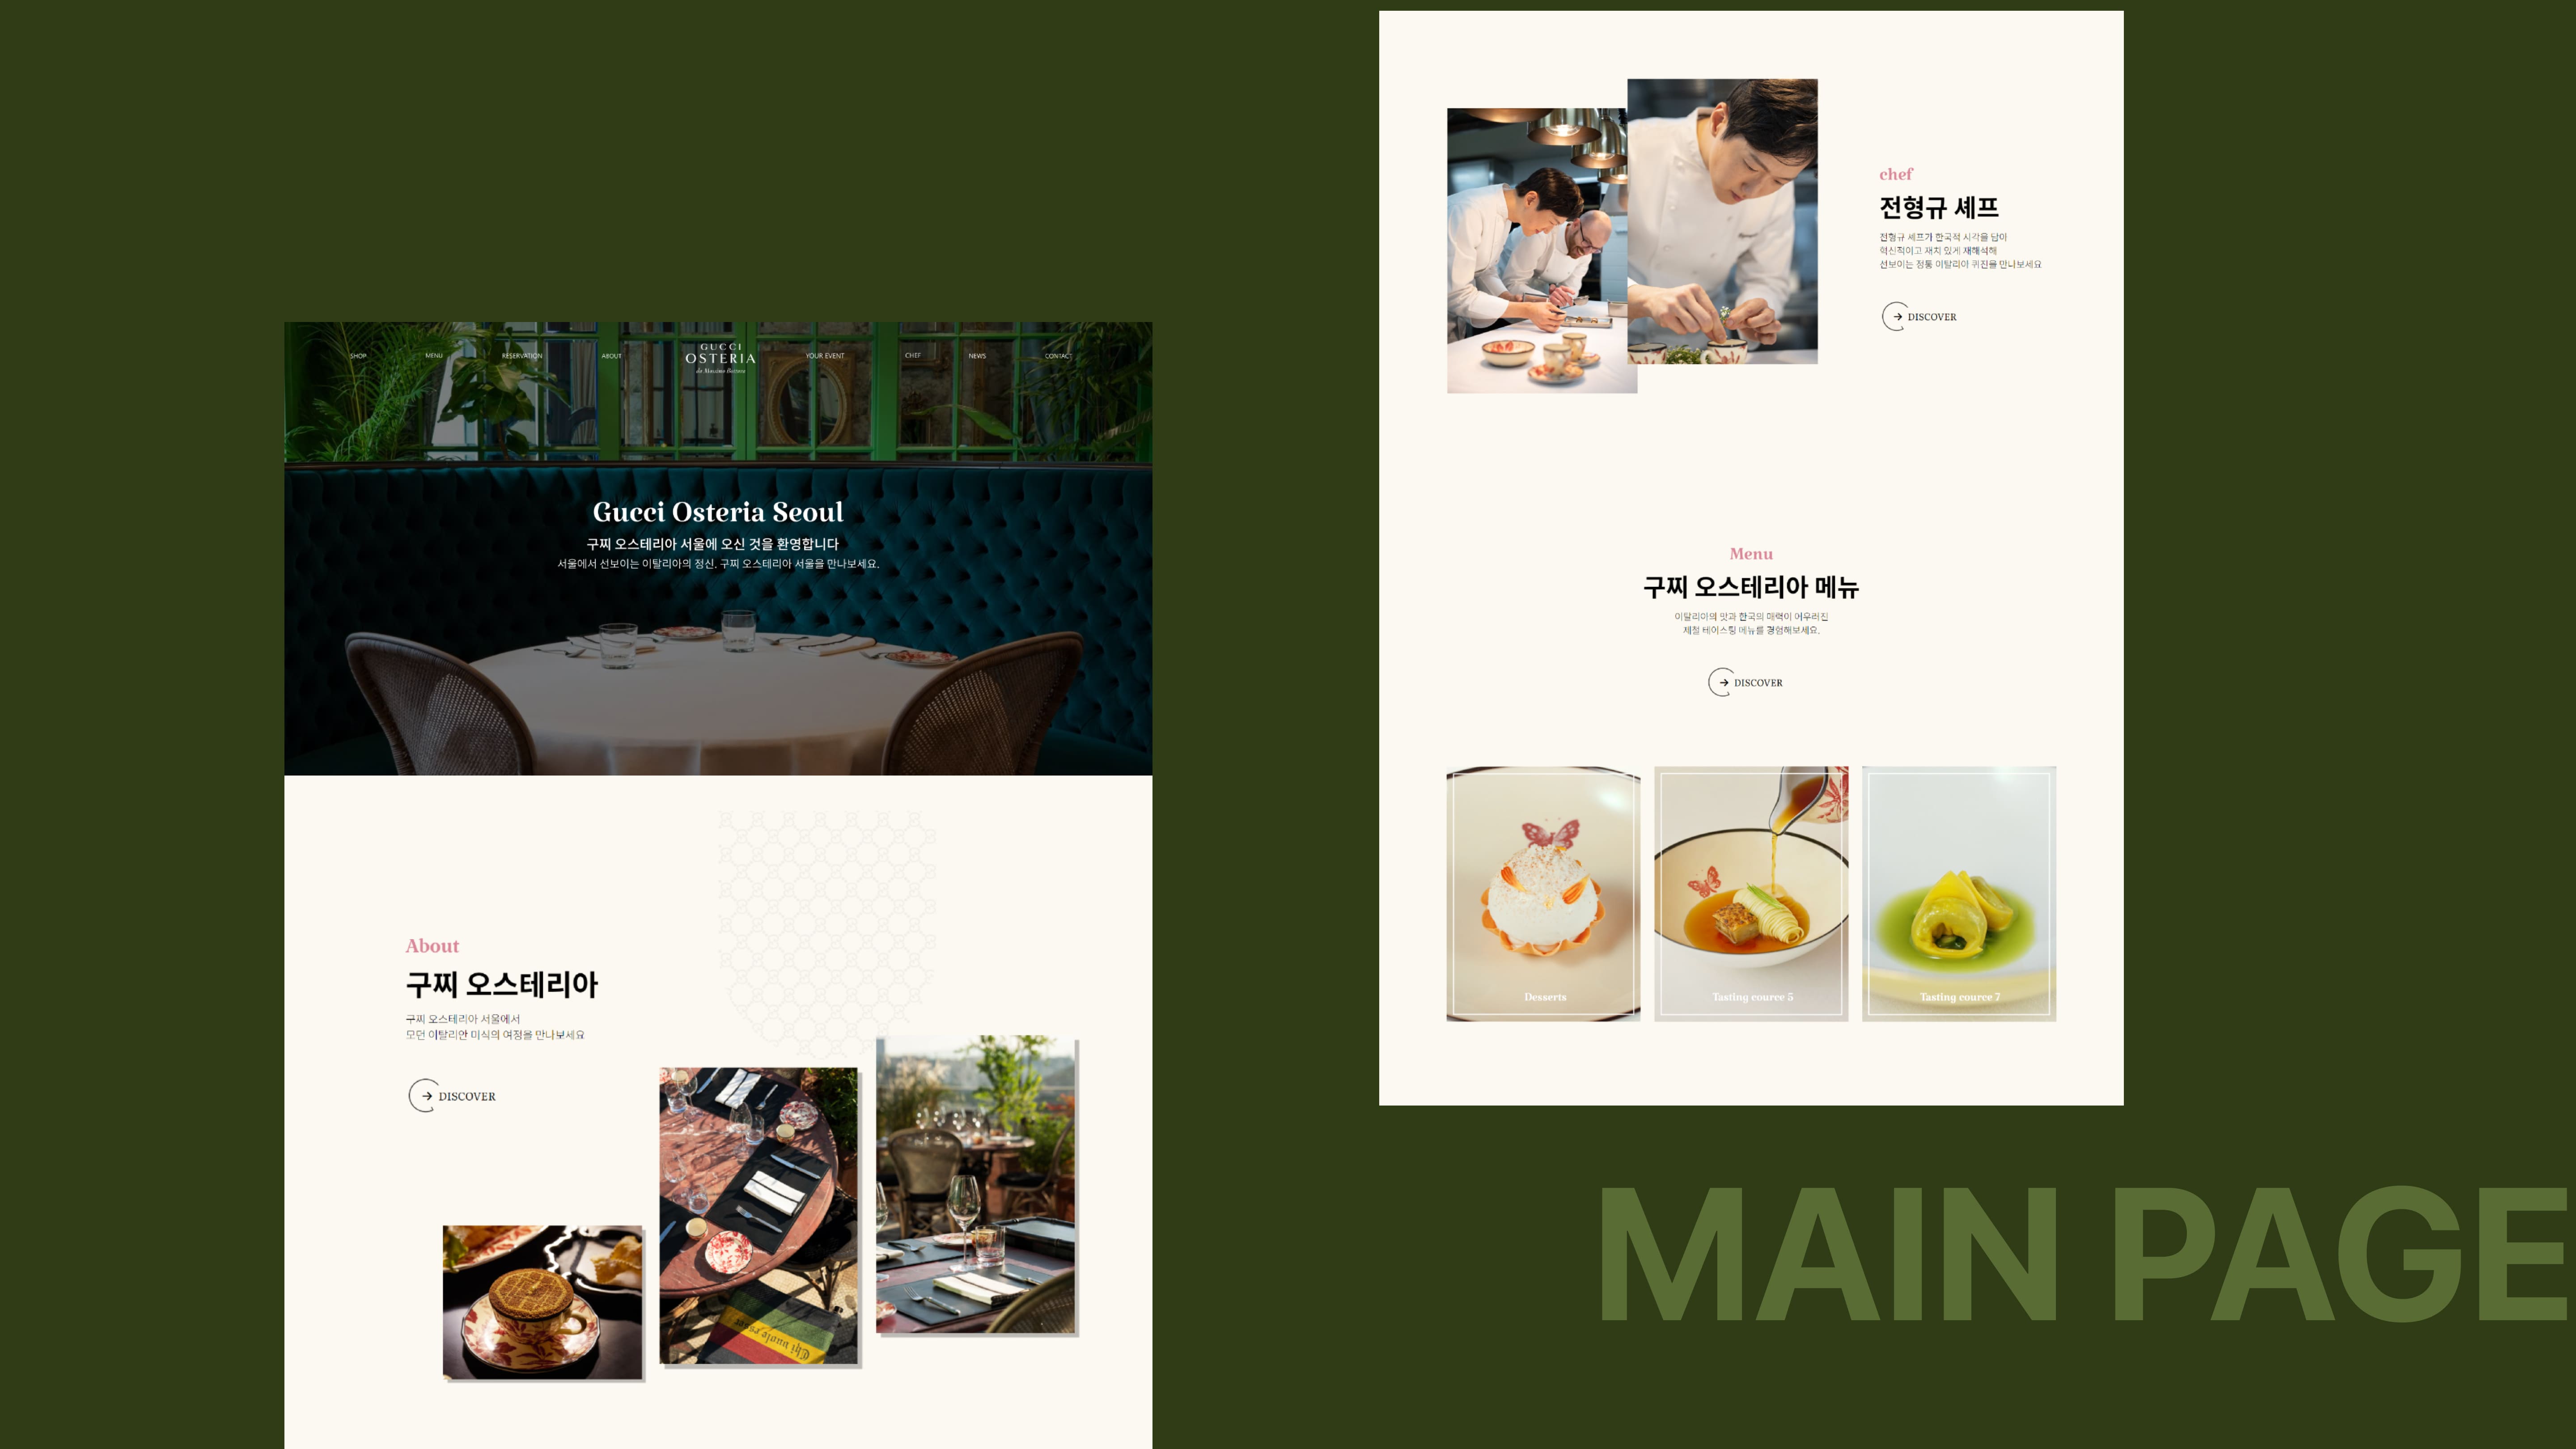 SHOP
MENU
RESERVATION
ABOUT
GUCCI
OSTERIA
da Massimo Bottura
YOUR EVENT
CHEF
NEWS
CONTACT
Gucci Osteria Seoul
구찌 오스테리아 서울에 오신 것을 환영합니다
서울에서 선보이는 이탈리아의 정신. 구찌 오스테리아 서울을 만나보세요.
About
구찌 오스테리아
구찌 오스테리아 서울에서
모던 이탈리안 미식의 여정을 만나보세요
DISCOVER
chef
전형규 셰프
전형규 셰프가 한국적 시각을 담아
혁신적이고 재치 있게 재해석해
선보이는 정통 이탈리아 퀴진을 만나보세요
DISCOVER
Menu
구찌 오스테리아 메뉴
이탈리아의 맛과 한국의 매력이 어우러진
제철 테이스팅 메뉴를 경험해보세요.
DISCOVER
Desserts
Tasting cource 5
Tasting cource 7
MAIN PAGE